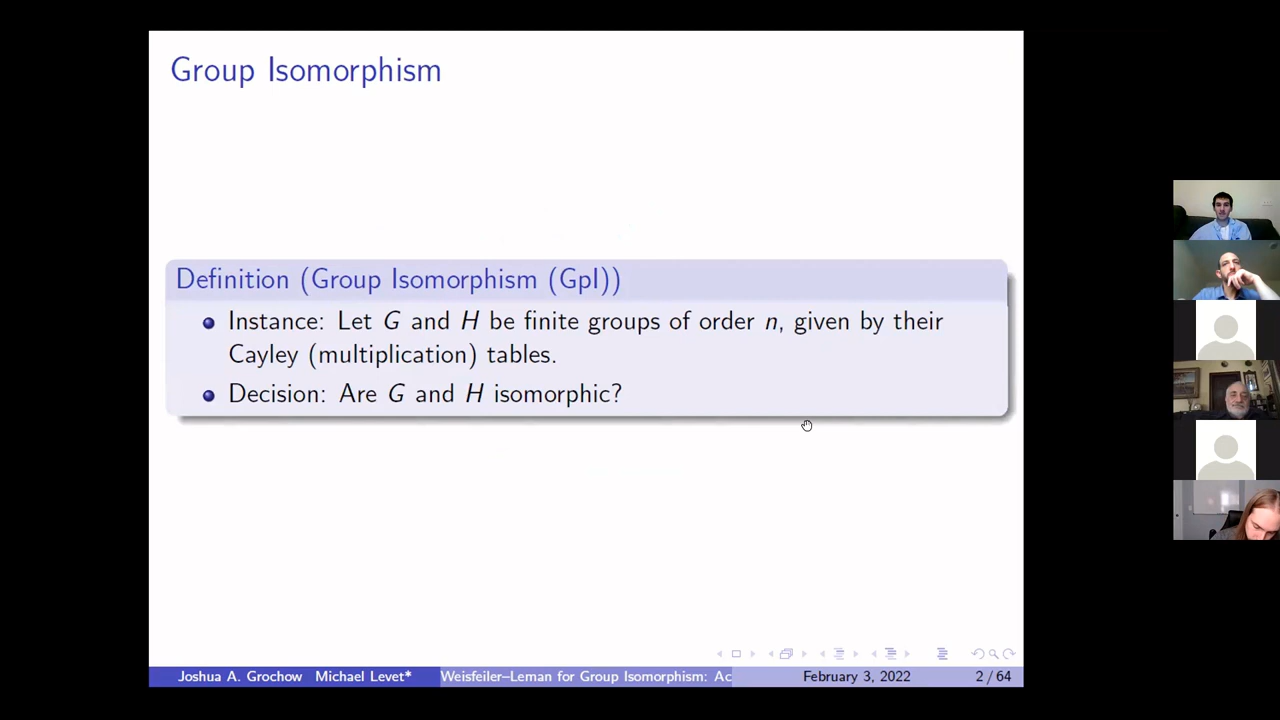 Group Isomorphism
Definition (Group Isomorphism (GpI))
Instance: Let G and H be finite groups of order n, given by their
Cayley (multiplication) tables.
Decision: Are G and H isomorphic?
Joshua A. Grochow Michael Levet* Weisfeiler–Leman for Group Isomorphism: Ac February 3, 2022 2 / 64